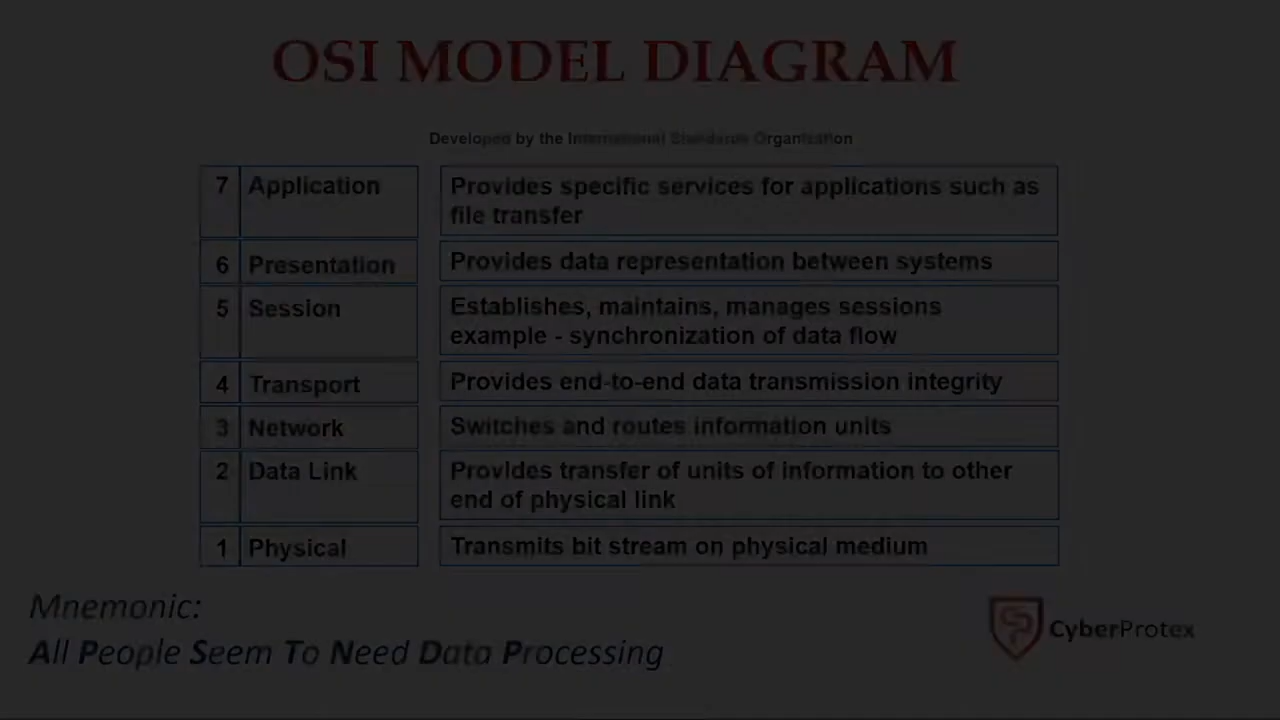 OSI MODEL DIAGRAM
Developed by the International Standards Organization
7 Application
Provides specific services for applications such as
file transfer
6 Presentation
Provides data representation between systems
5 Session
Establishes, maintains, manages sessions
example - synchronization of data flow
4 Transport
Provides end-to-end data transmission integrity
3 Network
Switches and routes information units
2 Data Link
Provides transfer of units of information to other
end of physical link
1 Physical
Transmits bit stream on physical medium
Mnemonic:
All People Seem To Need Data Processing
CyberProtex